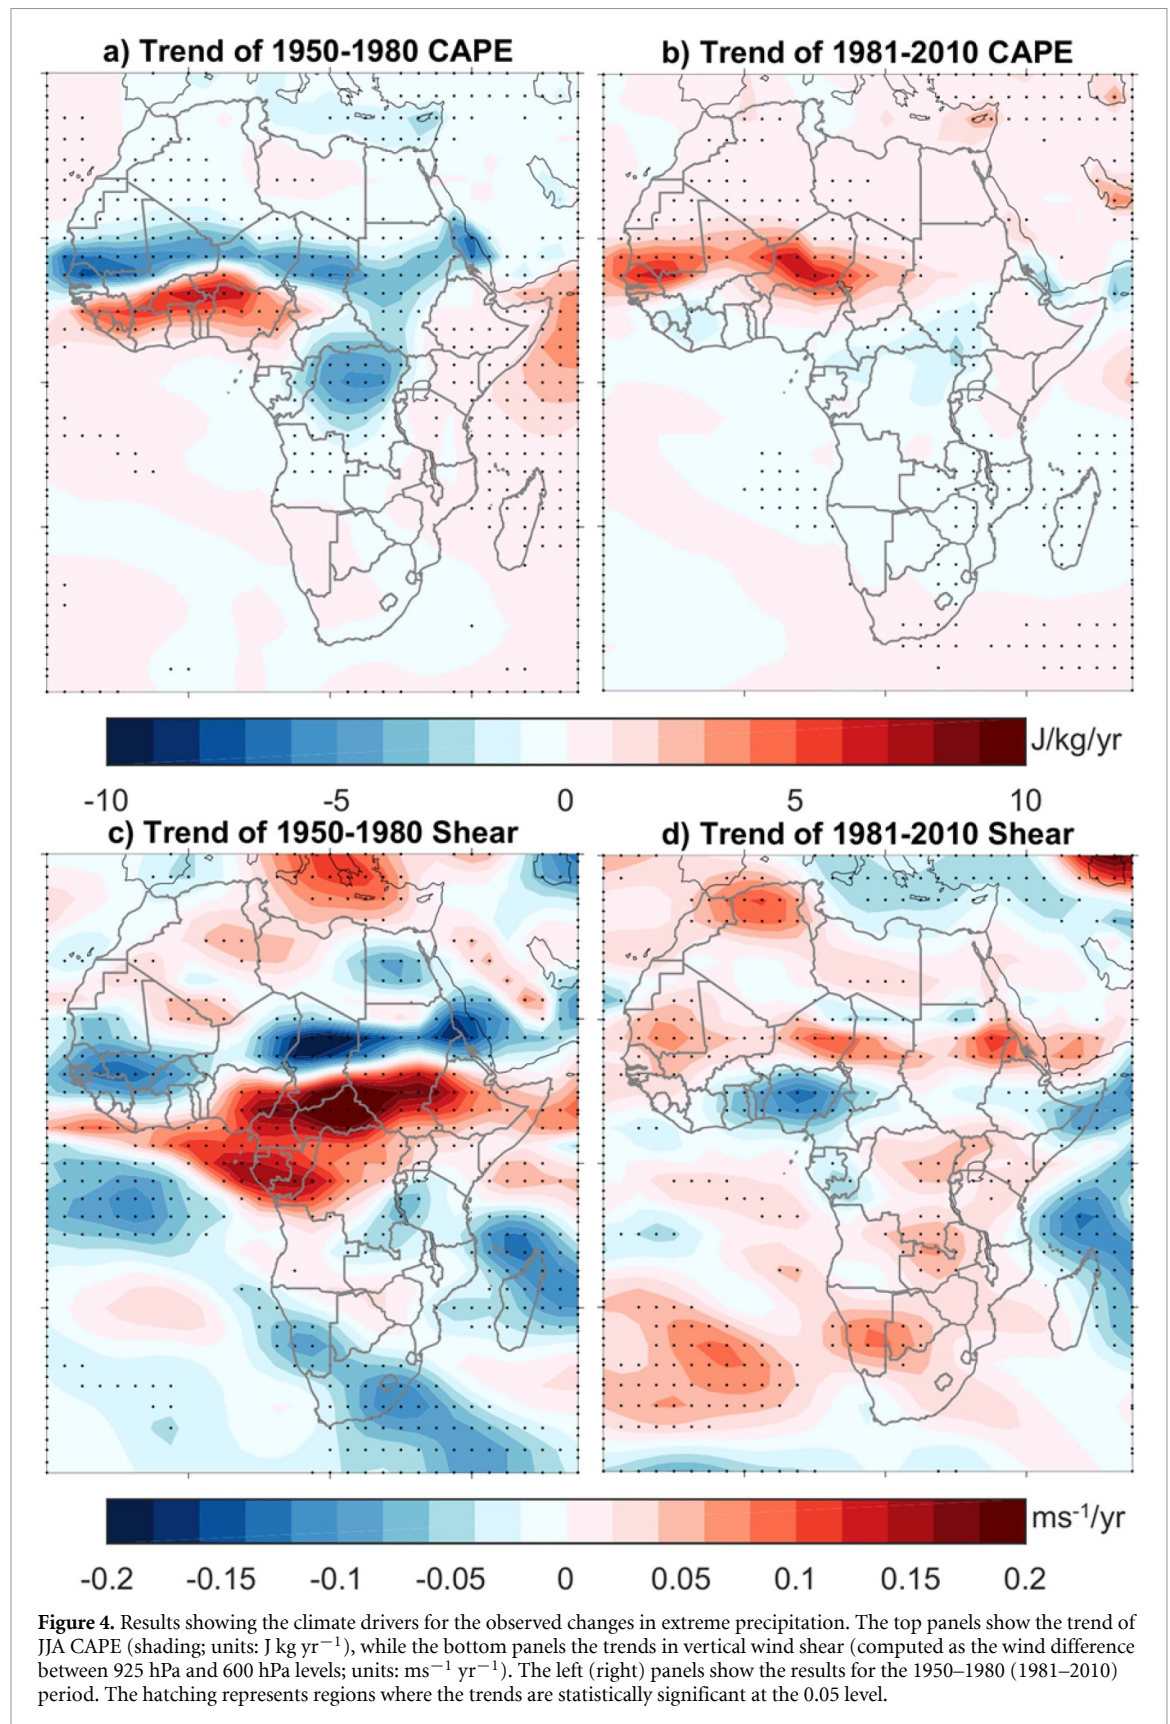 a) Trend of 1950-1980 CAPE
b) Trend of 1981-2010 CAPE
J/kg/yr
-10 -5 0 5 10
c) Trend of 1950-1980 Shear
d) Trend of 1981-2010 Shear
ms⁻¹/yr
-0.2 -0.15 -0.1 -0.05 0 0.05 0.1 0.15 0.2
Figure 4. Results showing the climate drivers for the observed changes in extreme precipitation. The top panels show the trend of
JJA CAPE (shading; units: J kg yr⁻¹), while the bottom panels the trends in vertical wind shear (computed as the wind difference
between 925 hPa and 600 hPa levels; units: ms⁻¹ yr⁻¹). The left (right) panels show the results for the 1950–1980 (1981–2010)
period. The hatching represents regions where the trends are statistically significant at the 0.05 level.